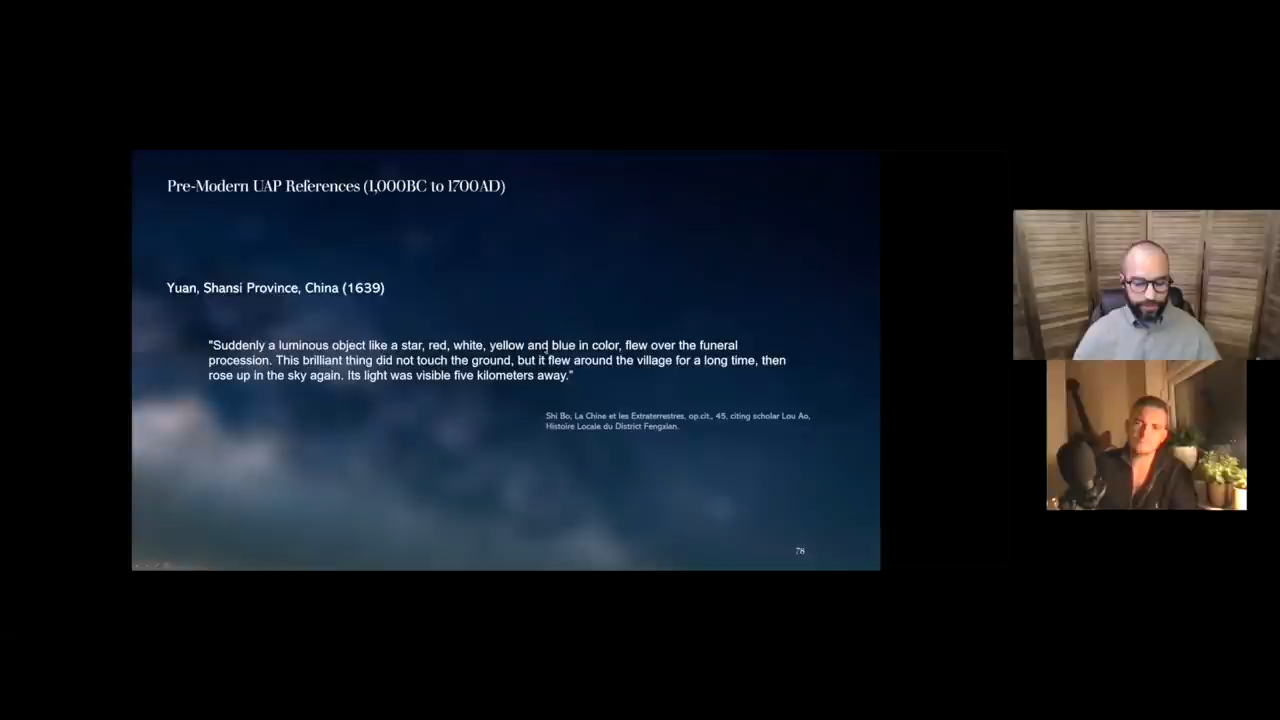 Pre-Modern UAP References (1,000BC to 1700AD)
Yuan, Shansi Province, China (1639)
"Suddenly a luminous object like a star, red, white, yellow and blue in color, flew over the funeral
procession. This brilliant thing did not touch the ground, but it flew around the village for a long time, then
rose up in the sky again. Its light was visible five kilometers away."
Shi Bo, La Chine et les Extraterrestres, op.cit., 45, citing scholar Lou Ao,
Histoire Locale du District Fengxian.
78